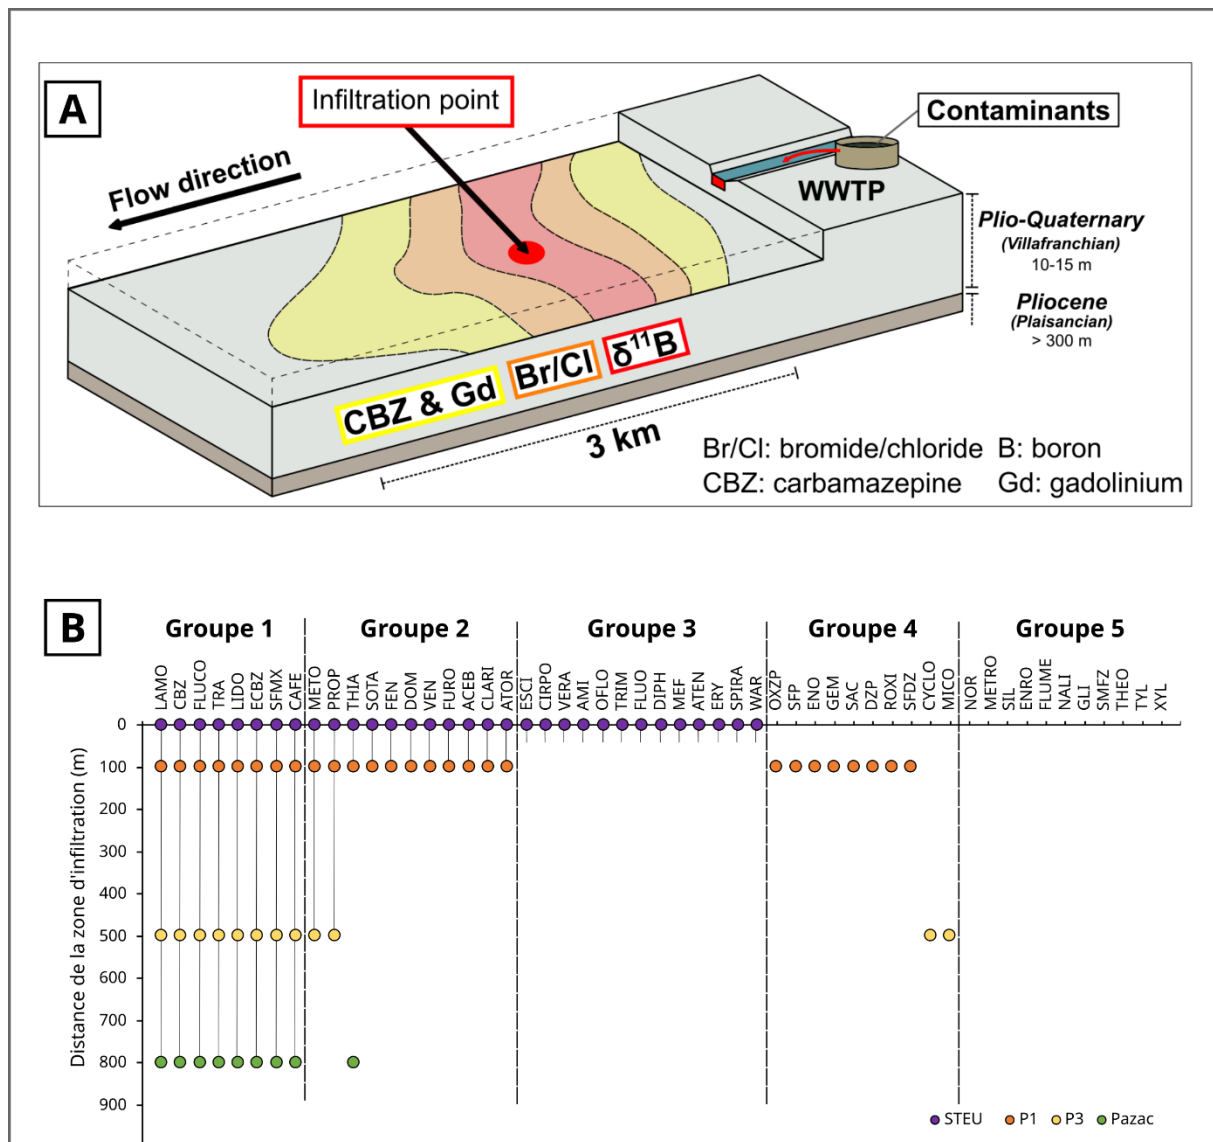 A
Infiltration point
Contaminants
Flow direction
WWTP
Plio-Quaternary
(Villafranchian)
10-15 m
Pliocene
(Plaisancian)
> 300 m
CBZ & Gd
Br/Cl
δ¹¹B
3 km
Br/Cl: bromide/chloride B: boron
CBZ: carbamazepine Gd: gadolinium
B
Groupe 1 Groupe 2 Groupe 3 Groupe 4 Groupe 5
LAMO CBZ FLUCO TRA LIDO ECBZ SFMX CAFE METO PROP THIA SOTA FEN DOM VEN FURO ACEB CLARI ATOR ESCI CIRPO VERA AMI OFLO TRIM FLUO DIPH MEF ATEN ERY SPIRA WAR OXZP SFP ENO GEM SAC DZP ROXI SFDZ CYCLO MICO NOR METRO SIL ENRO FLUME NALI GLI SMFZ THEO TYL XYL
Distance de la zone d'infiltration (m)
0
100
200
300
400
500
600
700
800
900
STEU P1 P3 Pazac